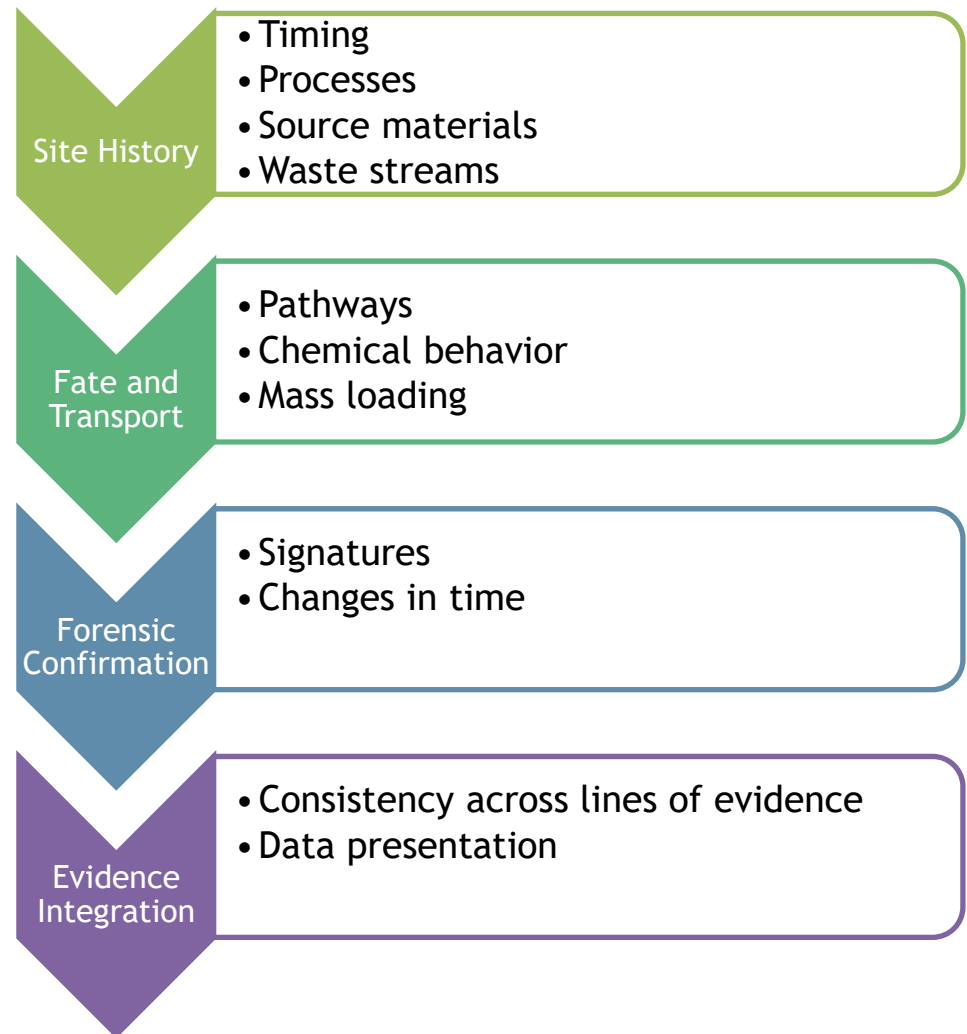 Site History
• Timing
• Processes
• Source materials
• Waste streams
Fate and
Transport
• Pathways
• Chemical behavior
• Mass loading
Forensic
Confirmation
• Signatures
• Changes in time
Evidence
Integration
• Consistency across lines of evidence
• Data presentation